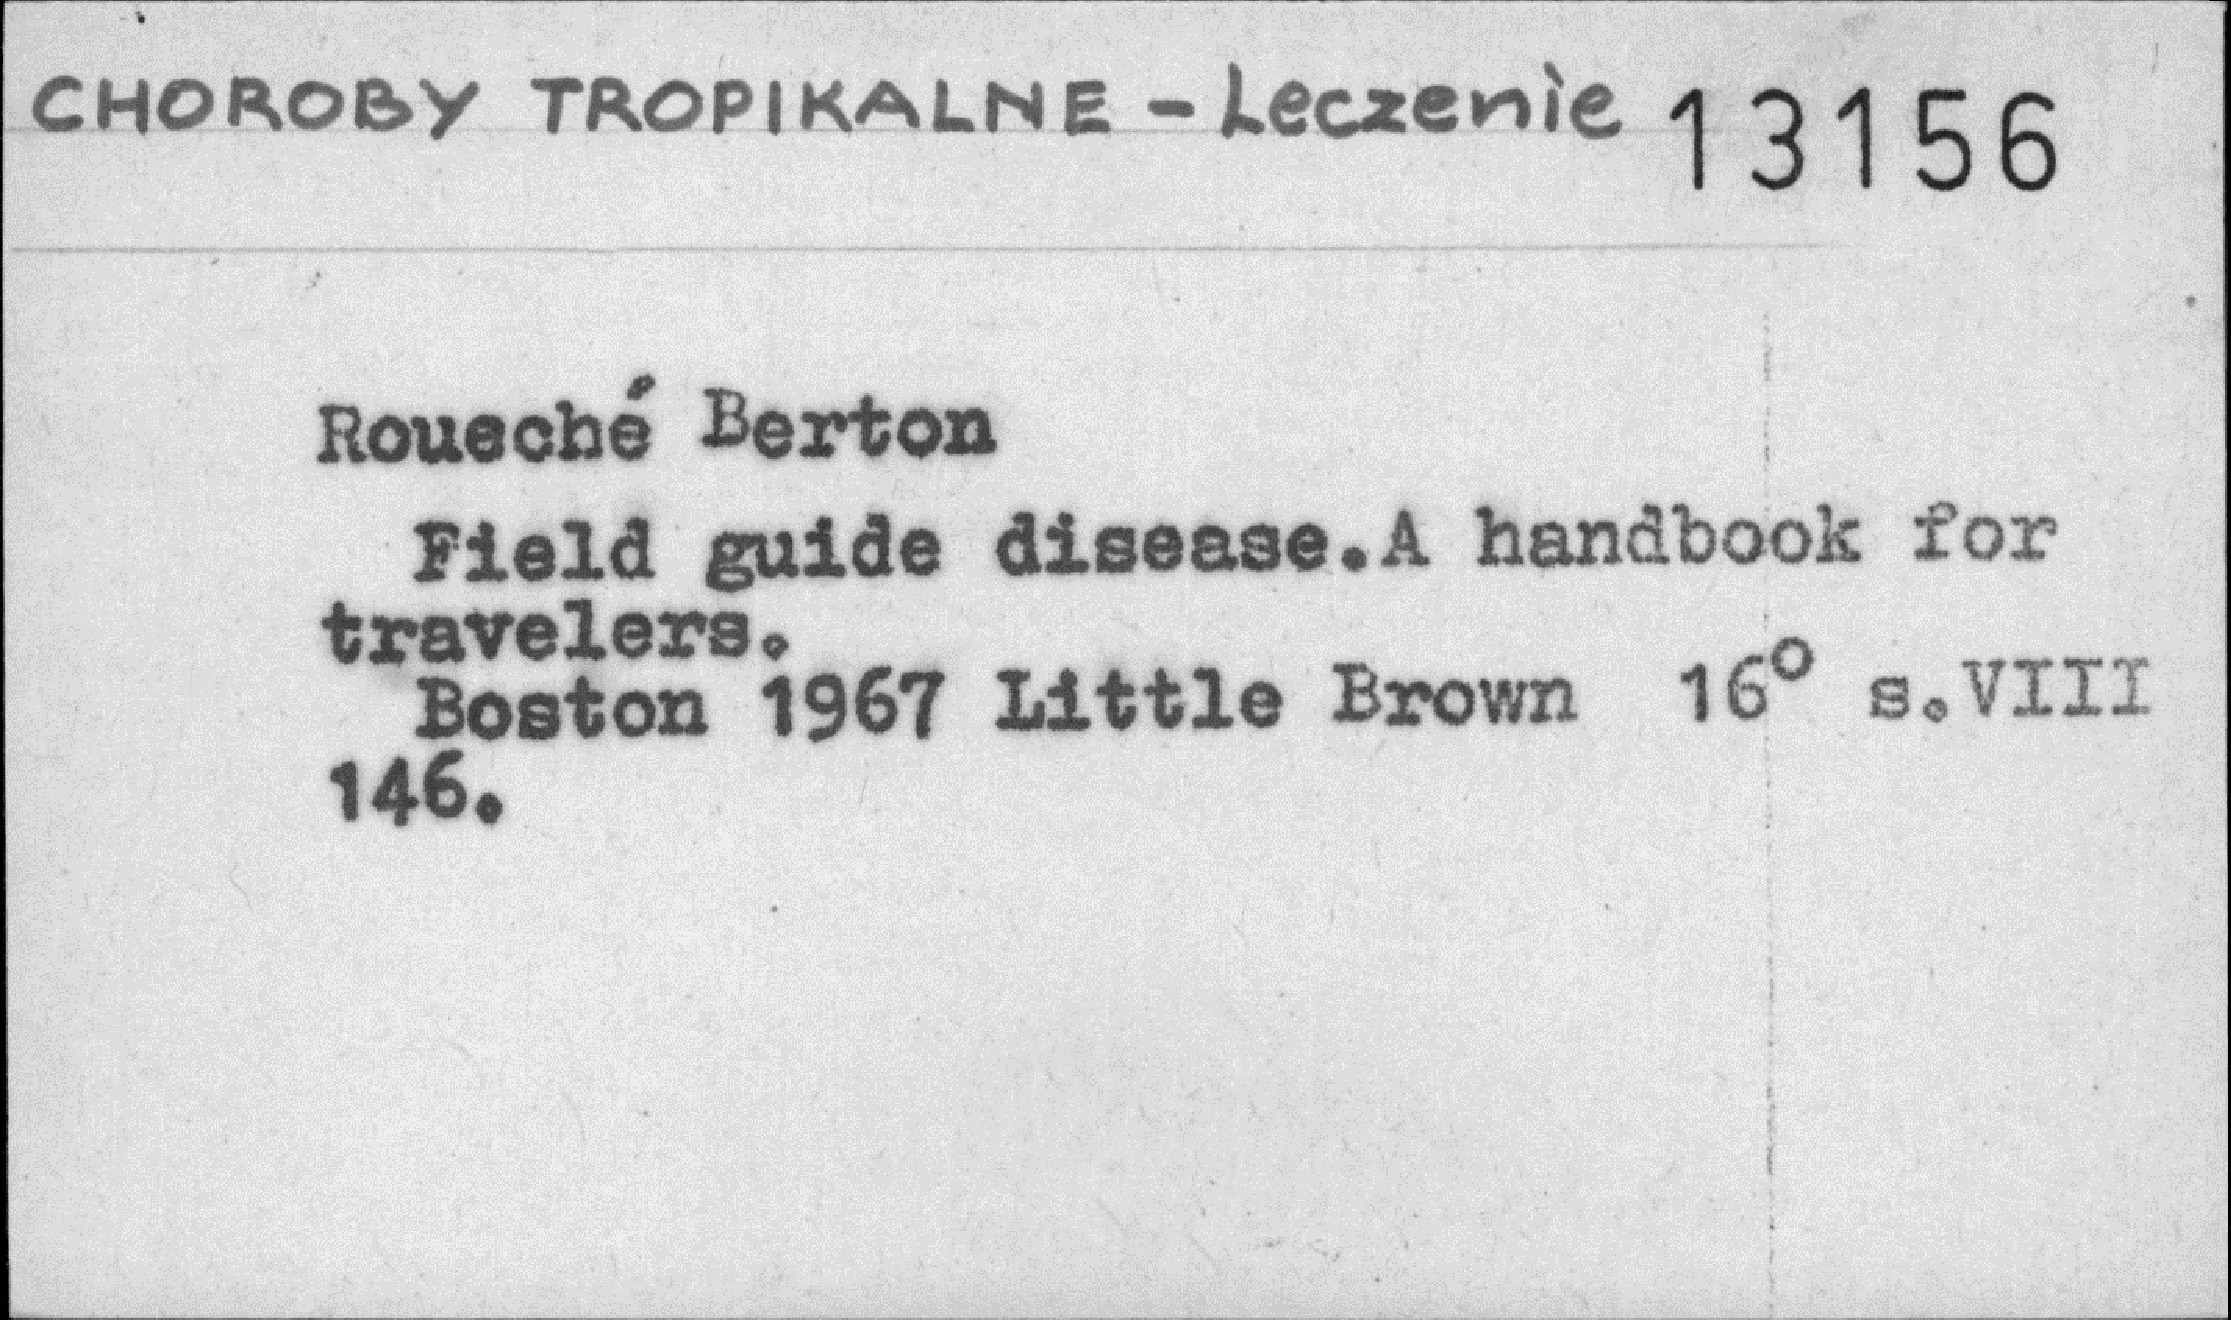 CHOROBY TROPIKALNE - Leczenie 13156
Roueché Berton
Field guide disease.A handbook for
travelers.
Boston 1967 Little Brown 16° s.VIII
146.